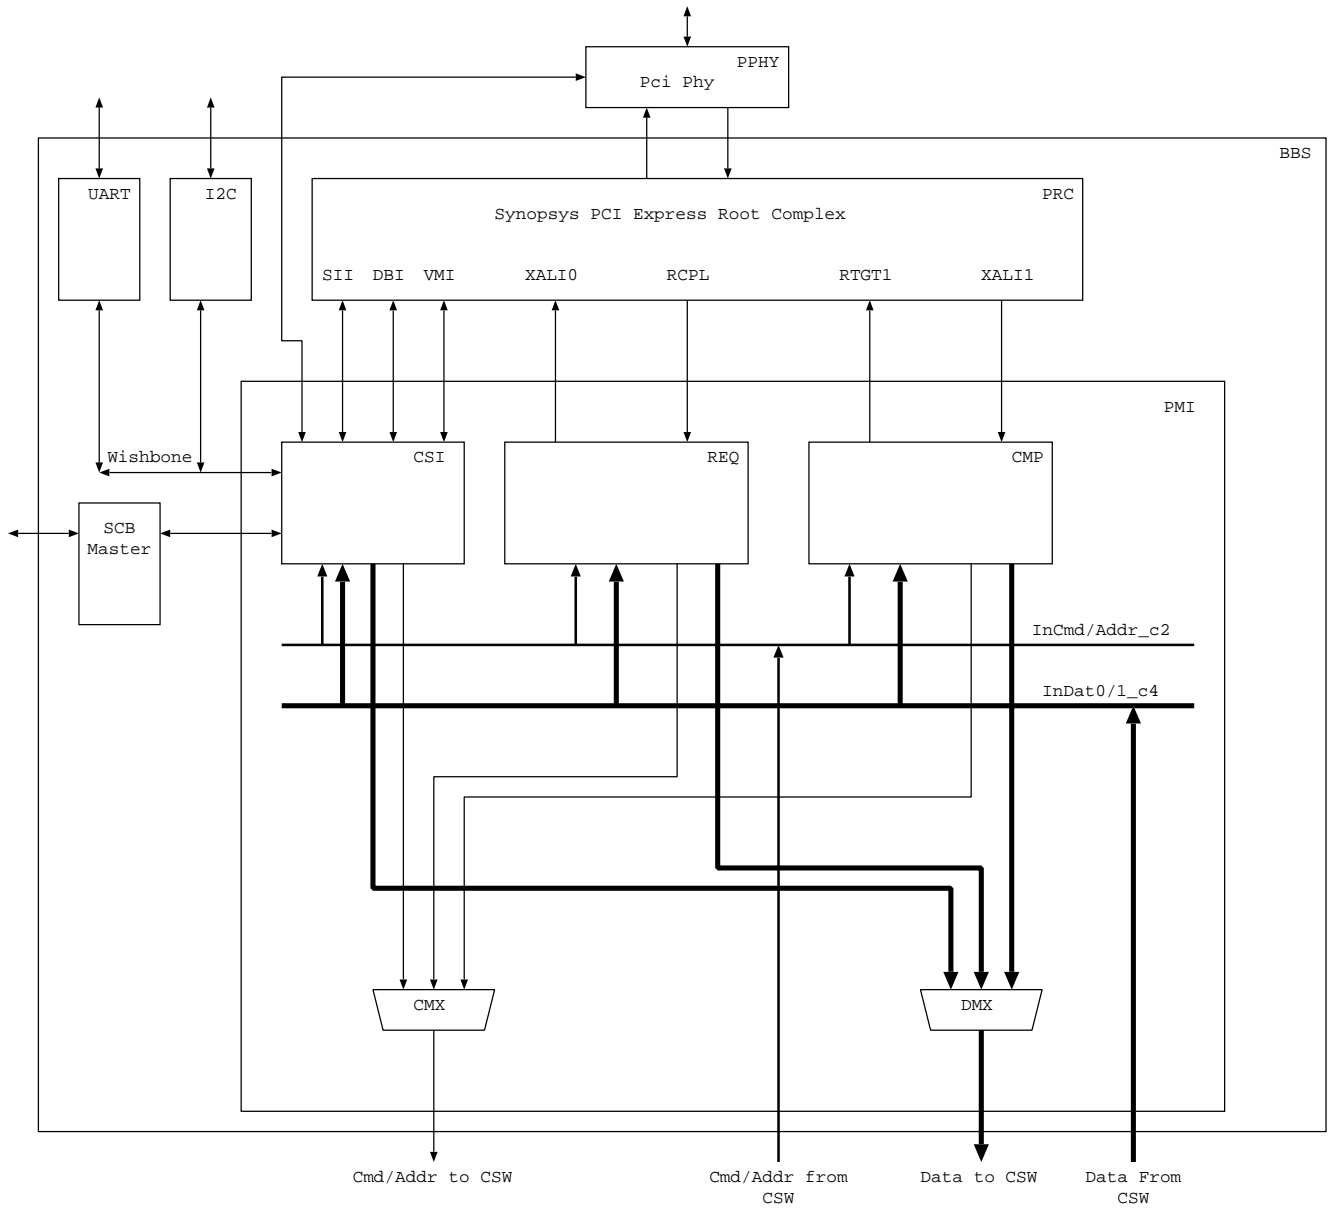 PPHY
Pci Phy
BBS
UART
I2C
PRC
Synopsys PCI Express Root Complex
SII DBI VMI XALI0 RCPL RTGT1 XALI1
PMI
Wishbone
CSI
REQ
CMP
SCB
Master
InCmd/Addr_c2
InDat0/1_c4
CMX
DMX
Cmd/Addr to CSW
Cmd/Addr from
CSW
Data to CSW
Data From
CSW